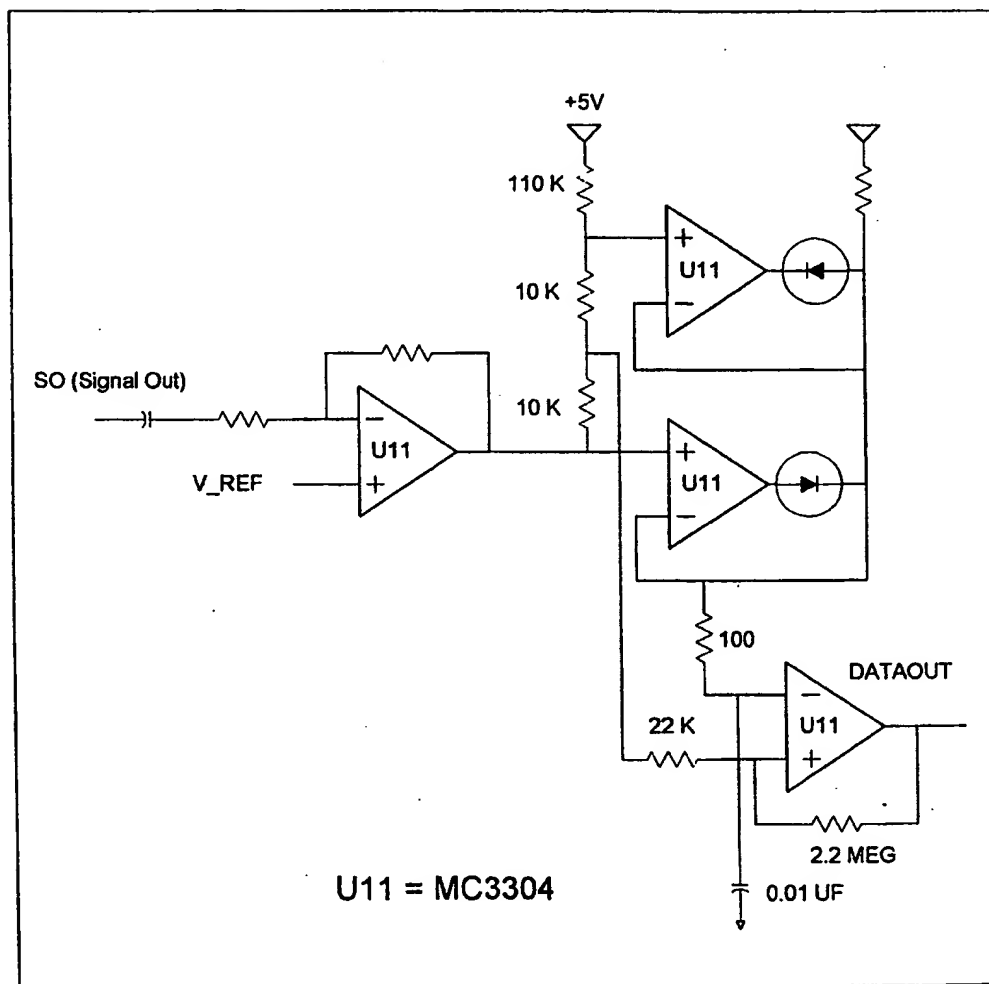 +5V
110 K
+
U11
−
10 K
SO (Signal Out)
10 K
−
U11
+
V_REF
+
U11
−
100
DATAOUT
−
U11
+
22 K
2.2 MEG
0.01 UF
U11 = MC3304